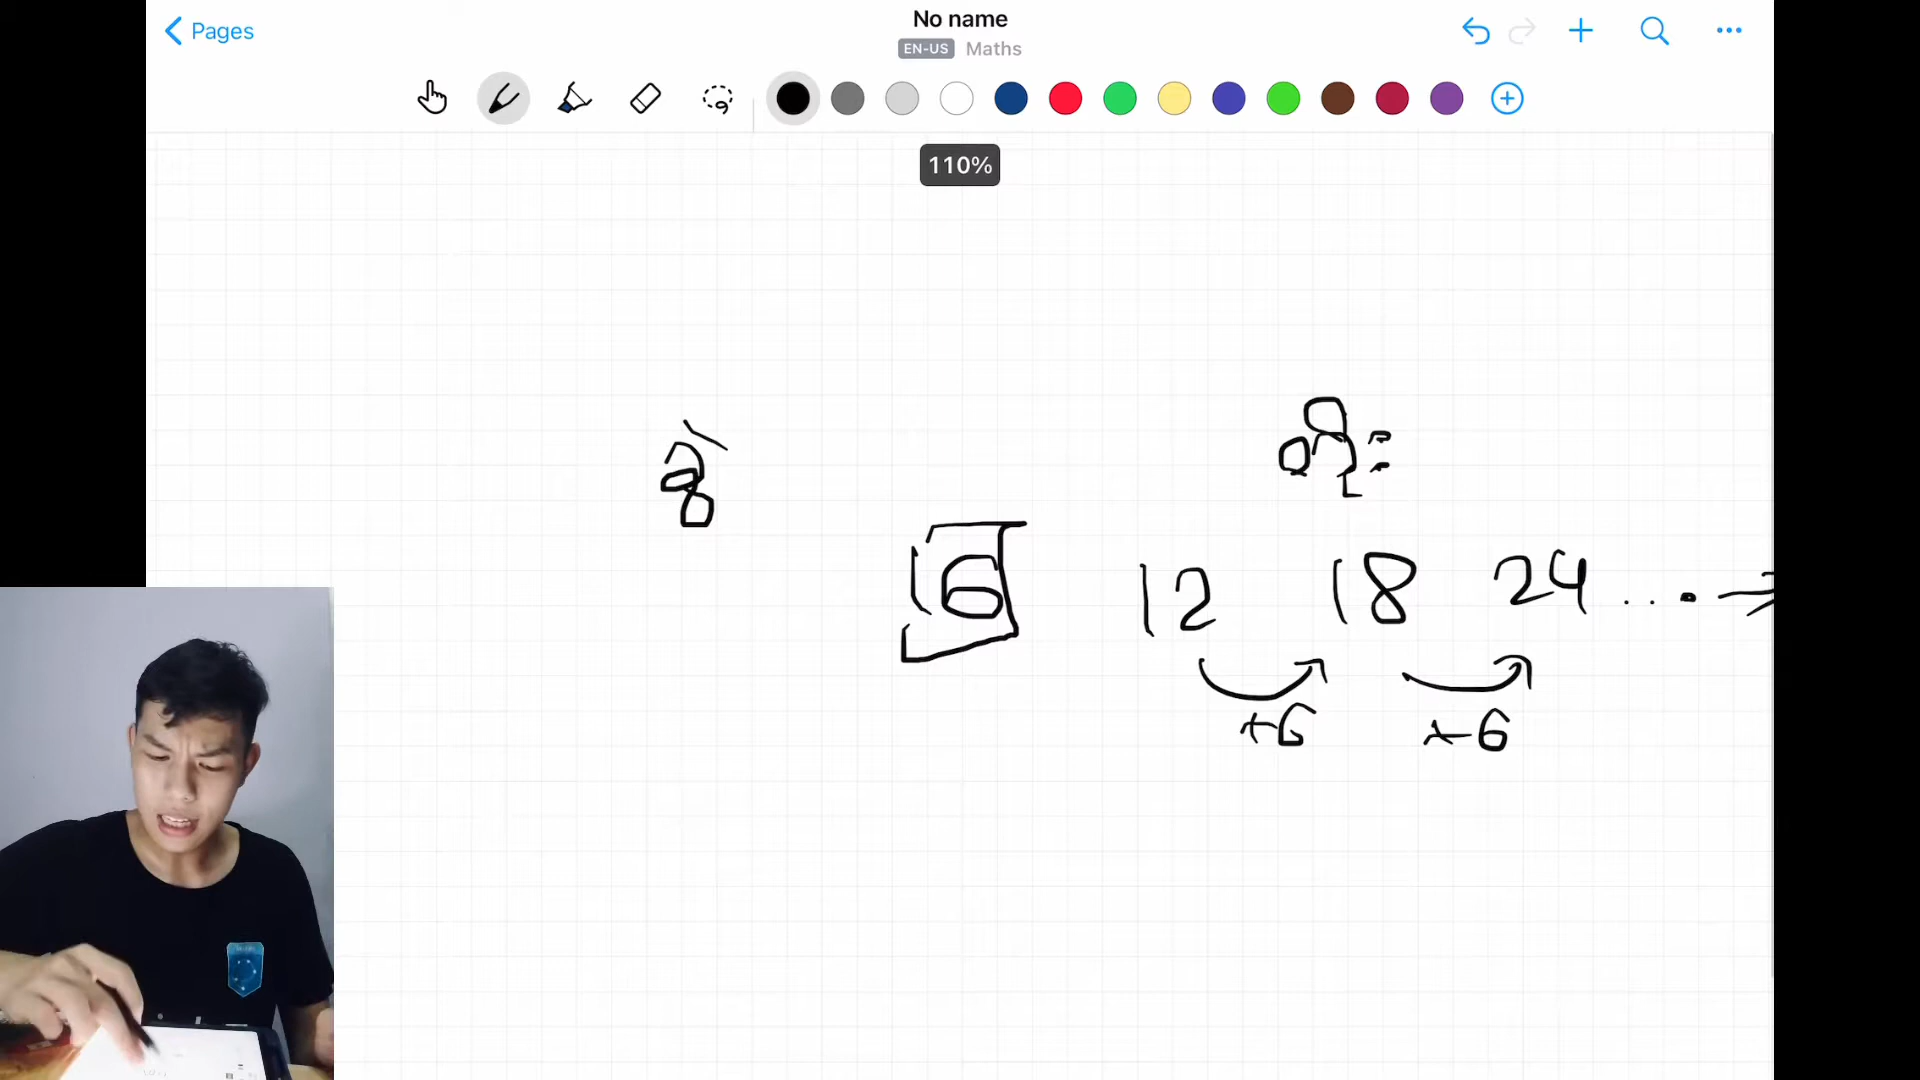 No name
Pages
EN-US Maths
110%
6 12 18 24 ... →
+6 +6